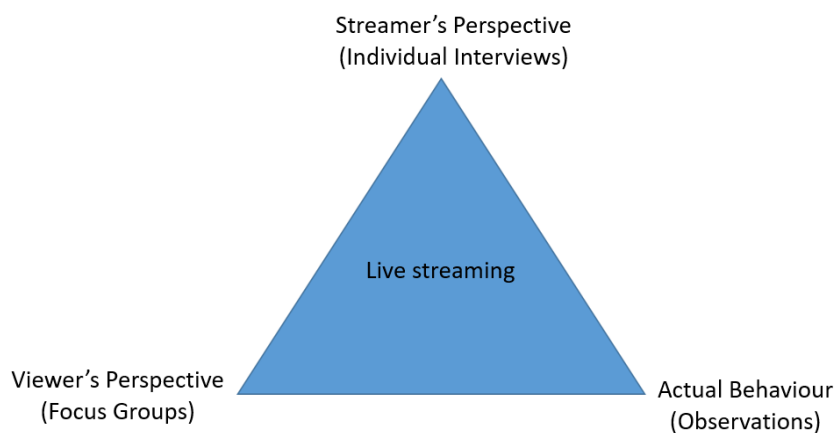 Streamer's Perspective
(Individual Interviews)
Live streaming
Viewer's Perspective
(Focus Groups)
Actual Behaviour
(Observations)